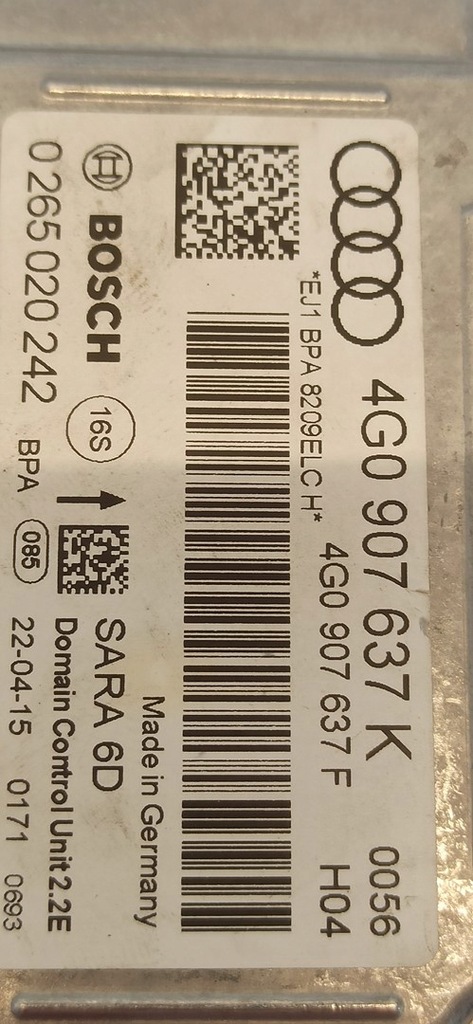 4G0 907 637 K 0056
4G0 907 637 F H04
*EJ1 BPA 8209ELC H*
Made in Germany
BOSCH 16S SARA 6D
Domain Control Unit 2.2E
0 265 020 242 BPA 085 22-04-15 0171 0693